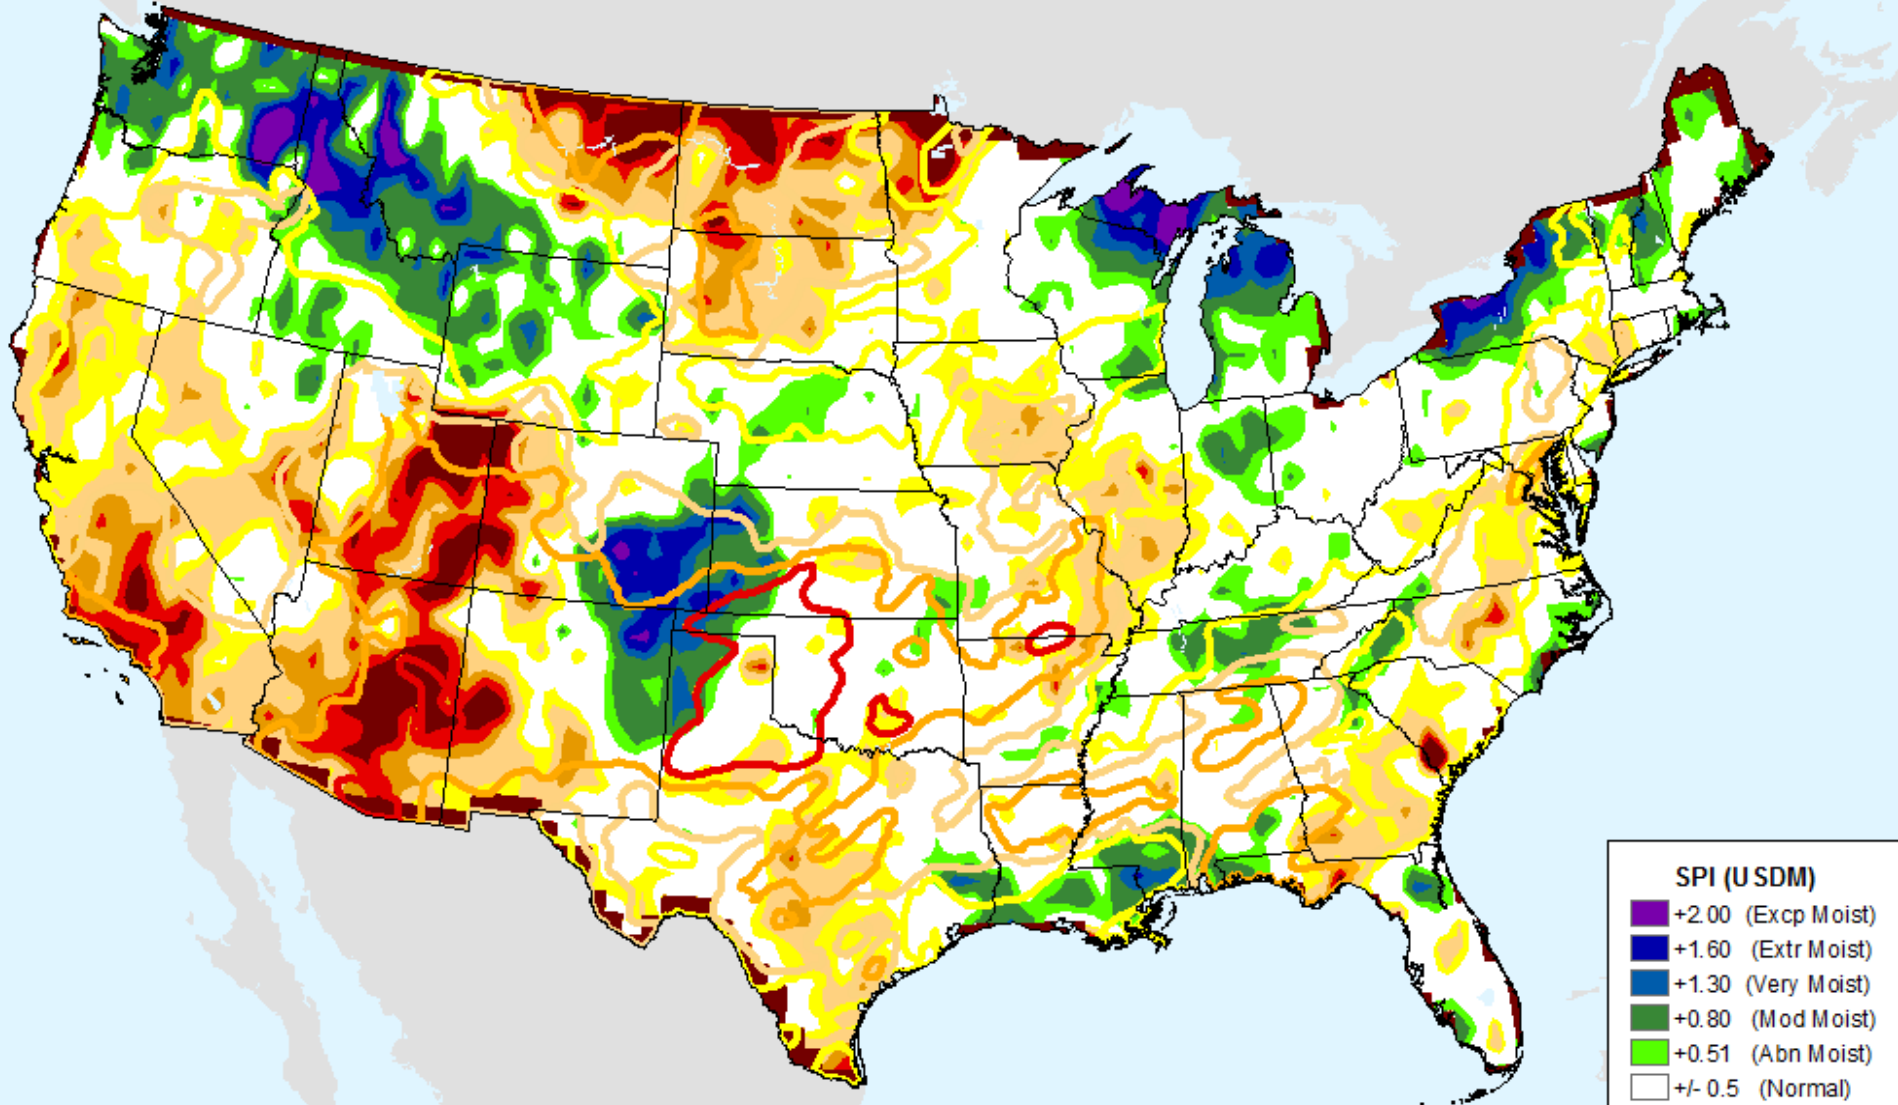 SPI (USDM)
+2.00 (Excp Moist)
+1.60 (Extr Moist)
+1.30 (Very Moist)
+0.80 (Mod Moist)
+0.51 (Abn Moist)
+/- 0.5 (Normal)